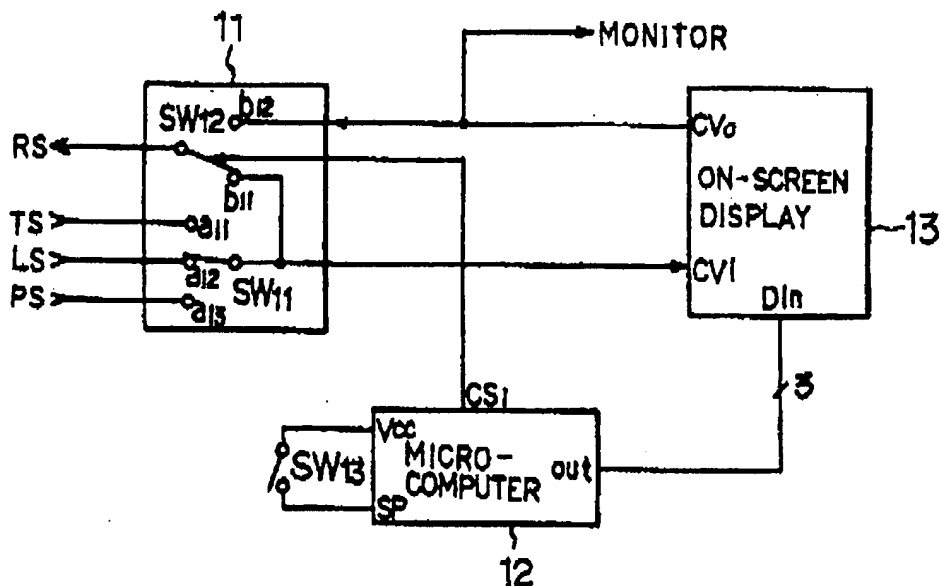 11
MONITOR
b12
SW12
CVo
RS
ON-SCREEN
DISPLAY
13
b11
TS
a11
LS
a12
SW11
CVi
PS
a13
Din
3
CS1
Vcc
SW13
MICRO-
COMPUTER
out
SP
12